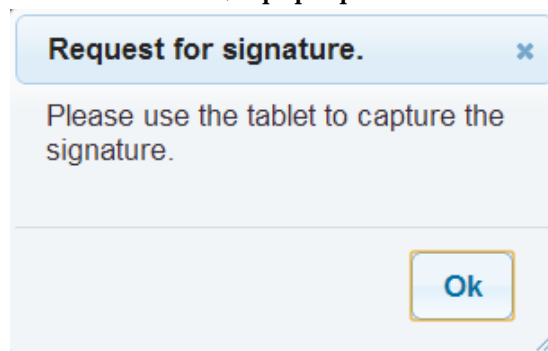 Request for signature.
Please use the tablet to capture the
signature.
Ok